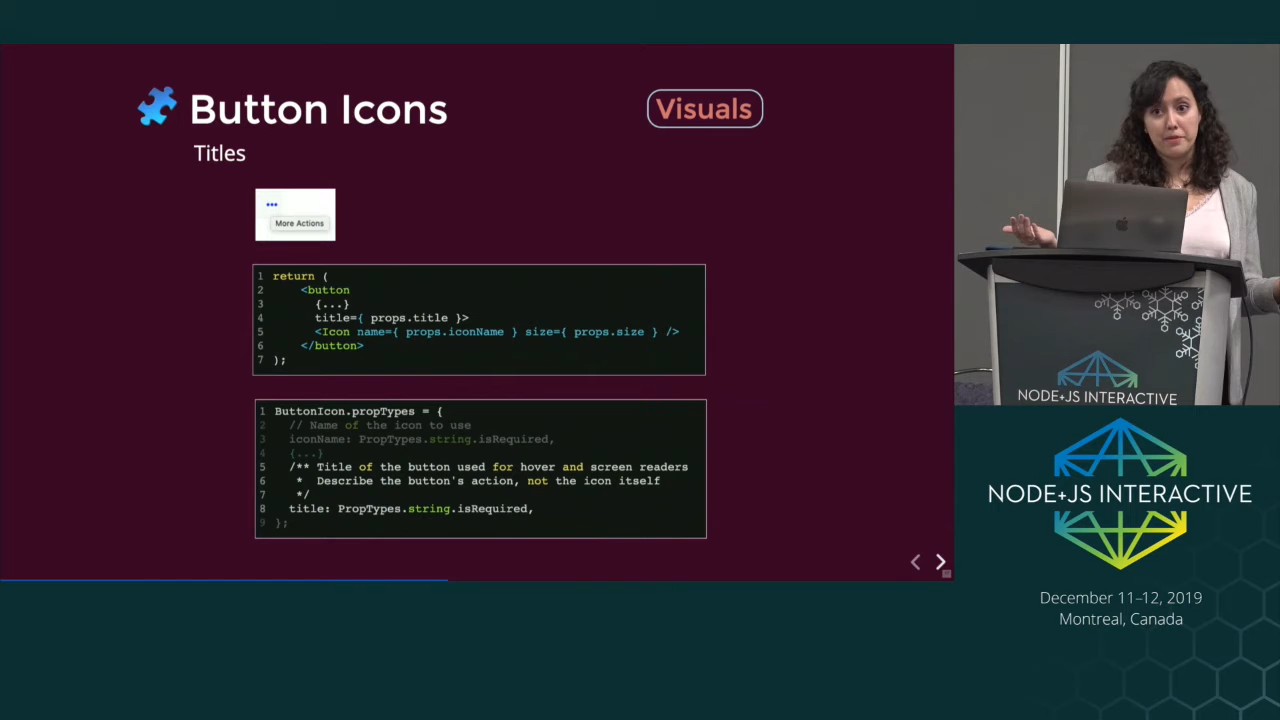 Button Icons
Visuals
Titles
More Actions
1 return (
2 <button
3 {...}
4 title={ props.title }>
5 <Icon name={ props.iconName } size={ props.size } />
6 </button>
7 );
1 ButtonIcon.propTypes = {
2 // Name of the icon to use
3 iconName: PropTypes.string.isRequired,
4 {...}
5 /** Title of the button used for hover and screen readers
6 * Describe the button's action, not the icon itself
7 */
8 title: PropTypes.string.isRequired,
9 };
NODE+JS INTERACTIVE
NODE+JS INTERACTIVE
December 11–12, 2019
Montreal, Canada